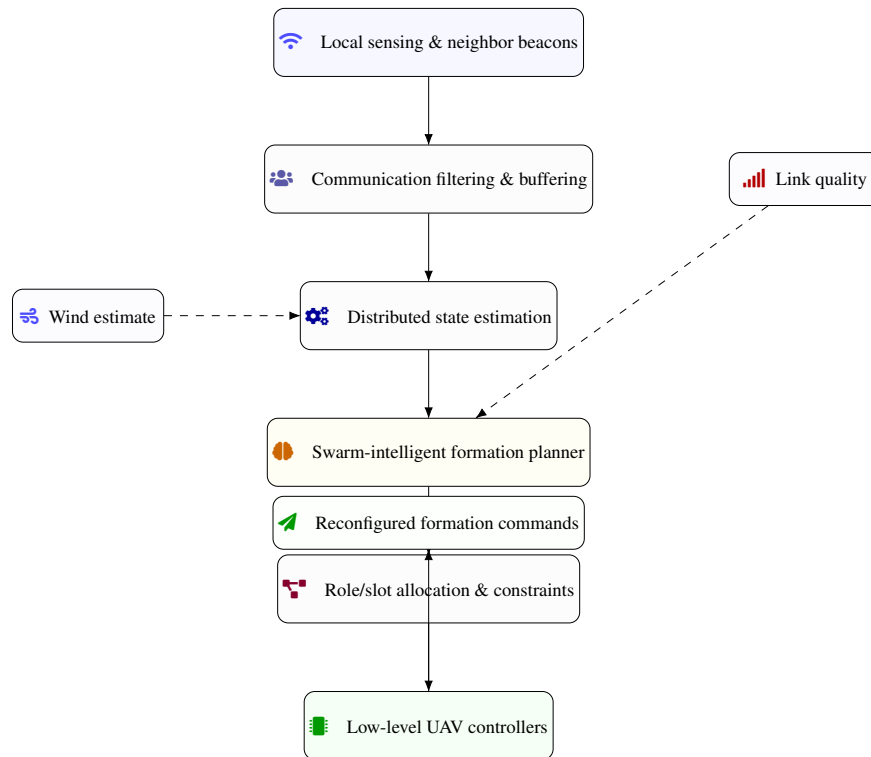 Local sensing & neighbor beacons
Communication filtering & buffering
Link quality
Wind estimate
Distributed state estimation
Swarm-intelligent formation planner
Reconfigured formation commands
Role/slot allocation & constraints
Low-level UAV controllers